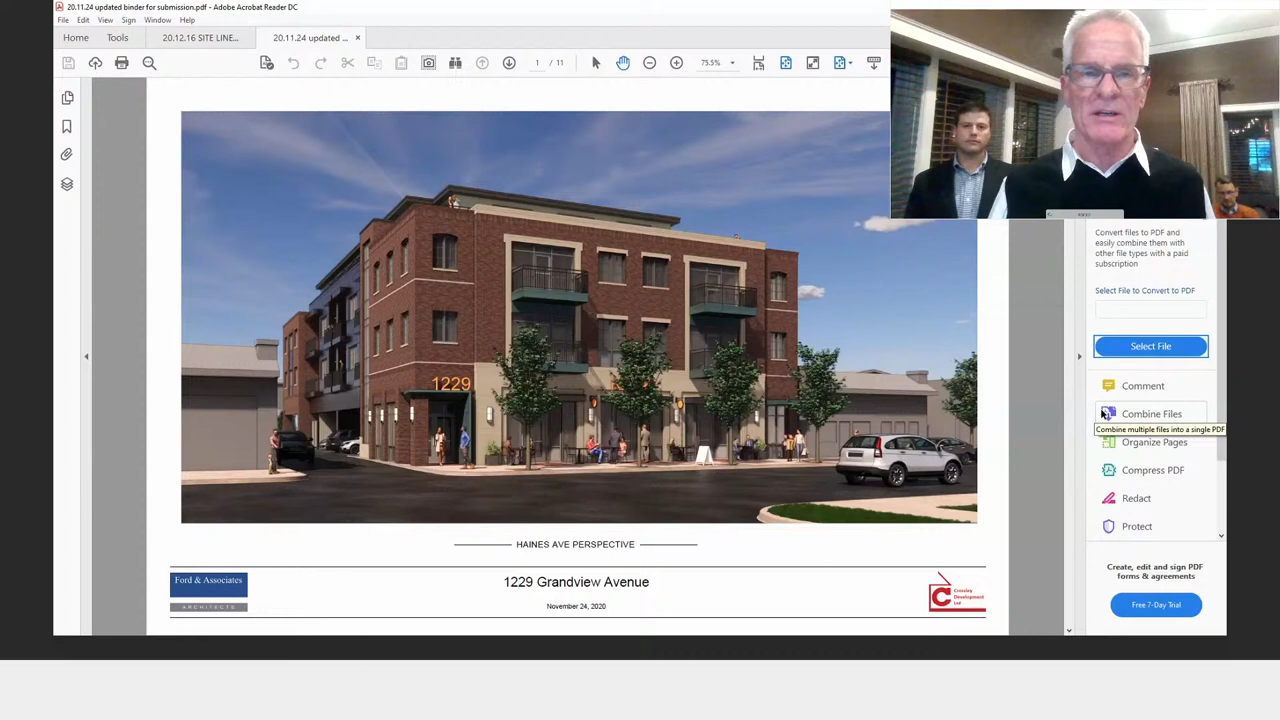 20.11.24 updated binder for submission.pdf - Adobe Acrobat Reader DC
File Edit View Sign Window Help
Home Tools 20.12.16 SITE LINE... 20.11.24 updated ... ×
1 / 11 75.5%
Convert files to PDF and
easily combine them with
other file types with a paid
subscription
Select File to Convert to PDF
Select File
Comment
Combine Files
Combine multiple files into a single PDF
Organize Pages
Compress PDF
Redact
Protect
Create, edit and sign PDF
forms & agreements
Free 7-Day Trial
1229
HAINES AVE PERSPECTIVE
Ford & Associates
ARCHITECTS
1229 Grandview Avenue
November 24, 2020
C Crossley
Development
Ltd